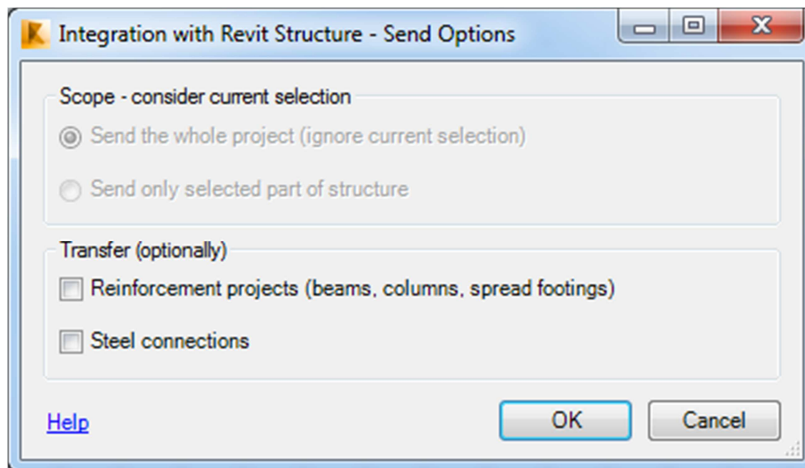 Integration with Revit Structure - Send Options
Scope - consider current selection
Send the whole project (ignore current selection)
Send only selected part of structure
Transfer (optionally)
Reinforcement projects (beams, columns, spread footings)
Steel connections
Help
OK
Cancel